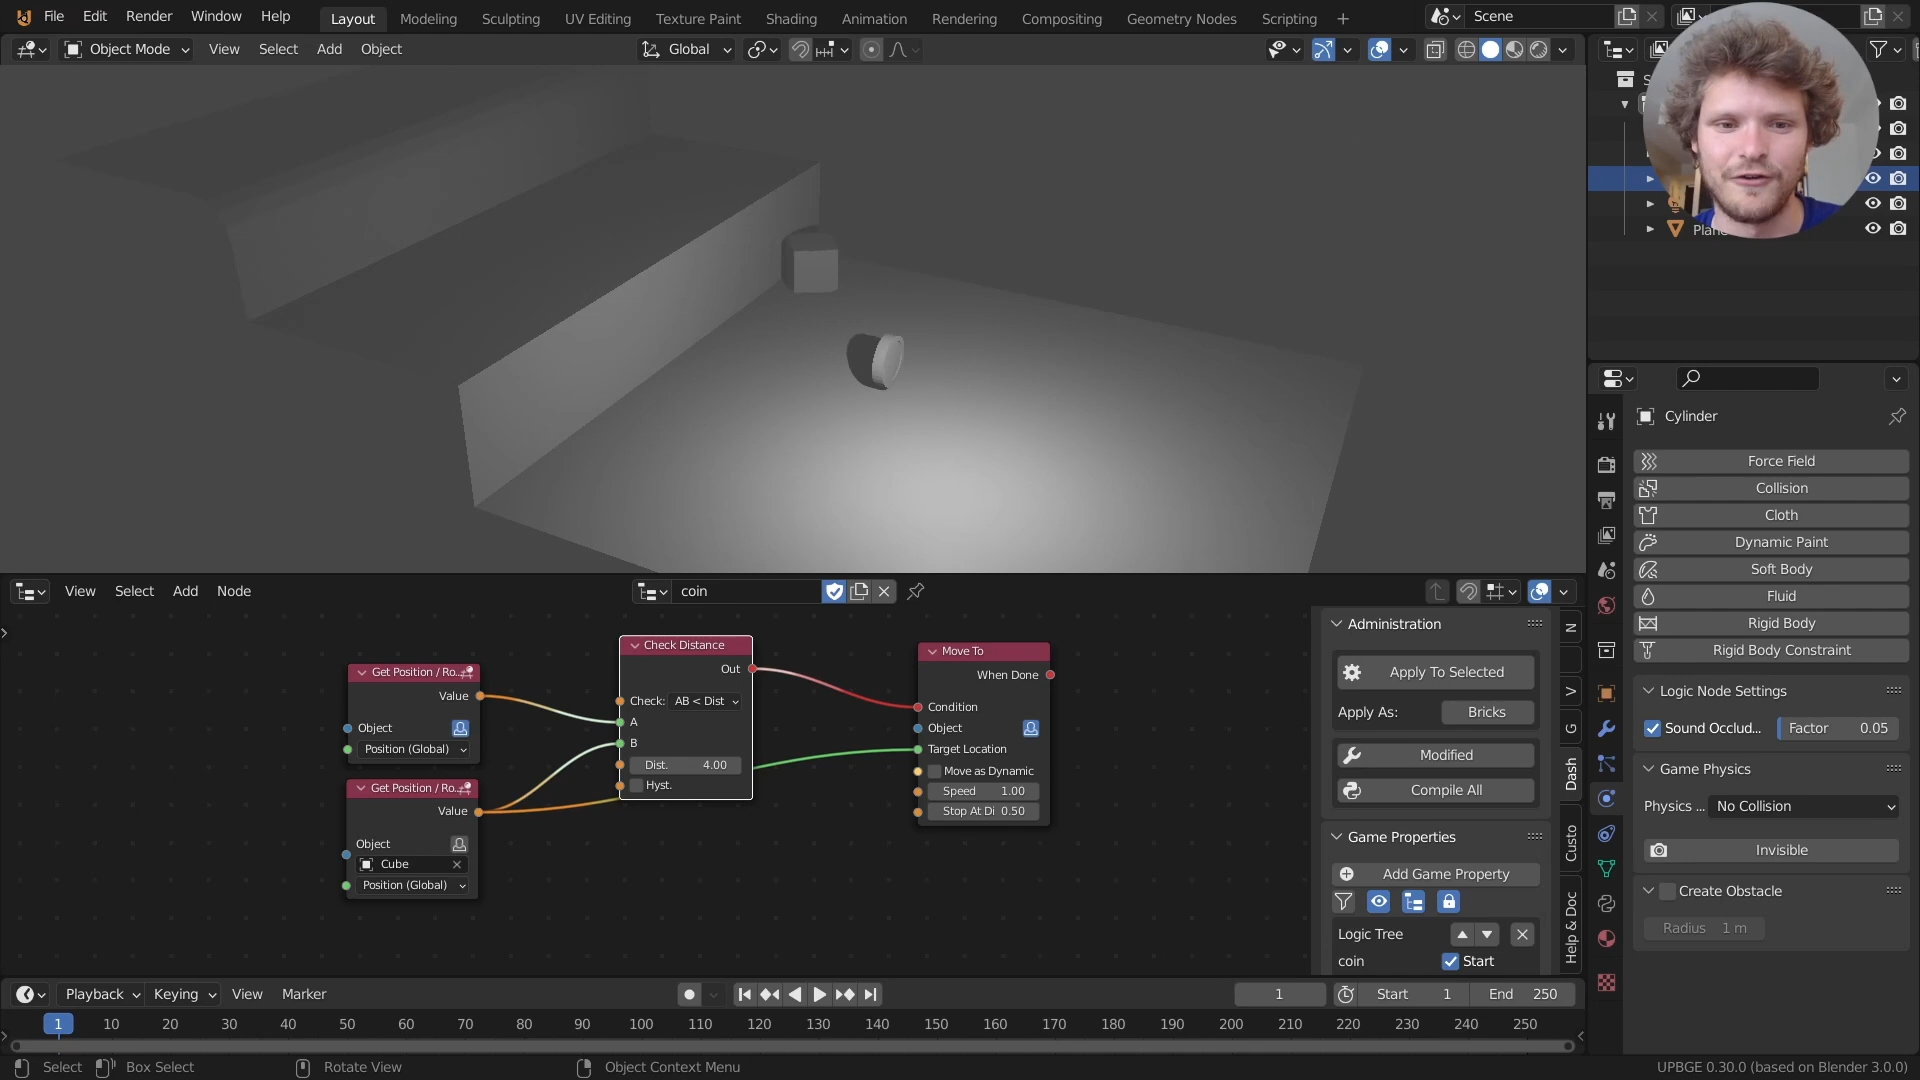 File Edit Render Window Help Layout Modeling Sculpting UV Editing Texture Paint Shading Animation Rendering Compositing Geometry Nodes Scripting + Scene
Object Mode View Select Add Object Global
Plane
Cylinder
Force Field
Collision
Cloth
Dynamic Paint
Soft Body
Fluid
Rigid Body
Rigid Body Constraint
Logic Node Settings
Sound Occlud... Factor 0.05
Game Physics
Physics ... No Collision
Invisible
Create Obstacle
Radius 1 m
View Select Add Node coin
Get Position / Ro...
Value
Object
Position (Global)
Get Position / Ro...
Value
Object
Cube
Position (Global)
Check Distance
Out
Check: AB < Dist
A
B
Dist. 4.00
Hyst.
Move To
When Done
Condition
Object
Target Location
Move as Dynamic
Speed 1.00
Stop At Di 0.50
Administration
Apply To Selected
Apply As: Bricks
Modified
Compile All
Game Properties
Add Game Property
Logic Tree
coin Start
N
V
G
Dash
Custo
Help & Doc
Playback Keying View Marker 1 Start 1 End 250
1 10 20 30 40 50 60 70 80 90 100 110 120 130 140 150 160 170 180 190 200 210 220 230 240 250
Select Box Select Rotate View Object Context Menu UPBGE 0.30.0 (based on Blender 3.0.0)